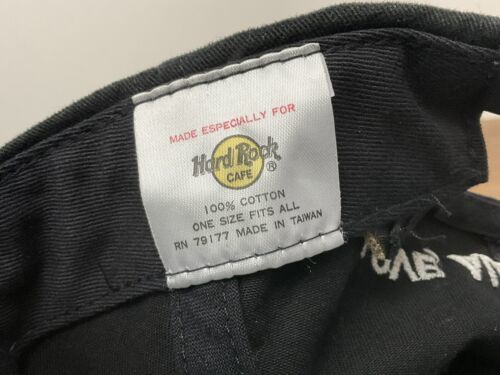 MADE ESPECIALLY FOR
Hard Rock
CAFE ®
100% COTTON
ONE SIZE FITS ALL
RN 79177 MADE IN TAIWAN